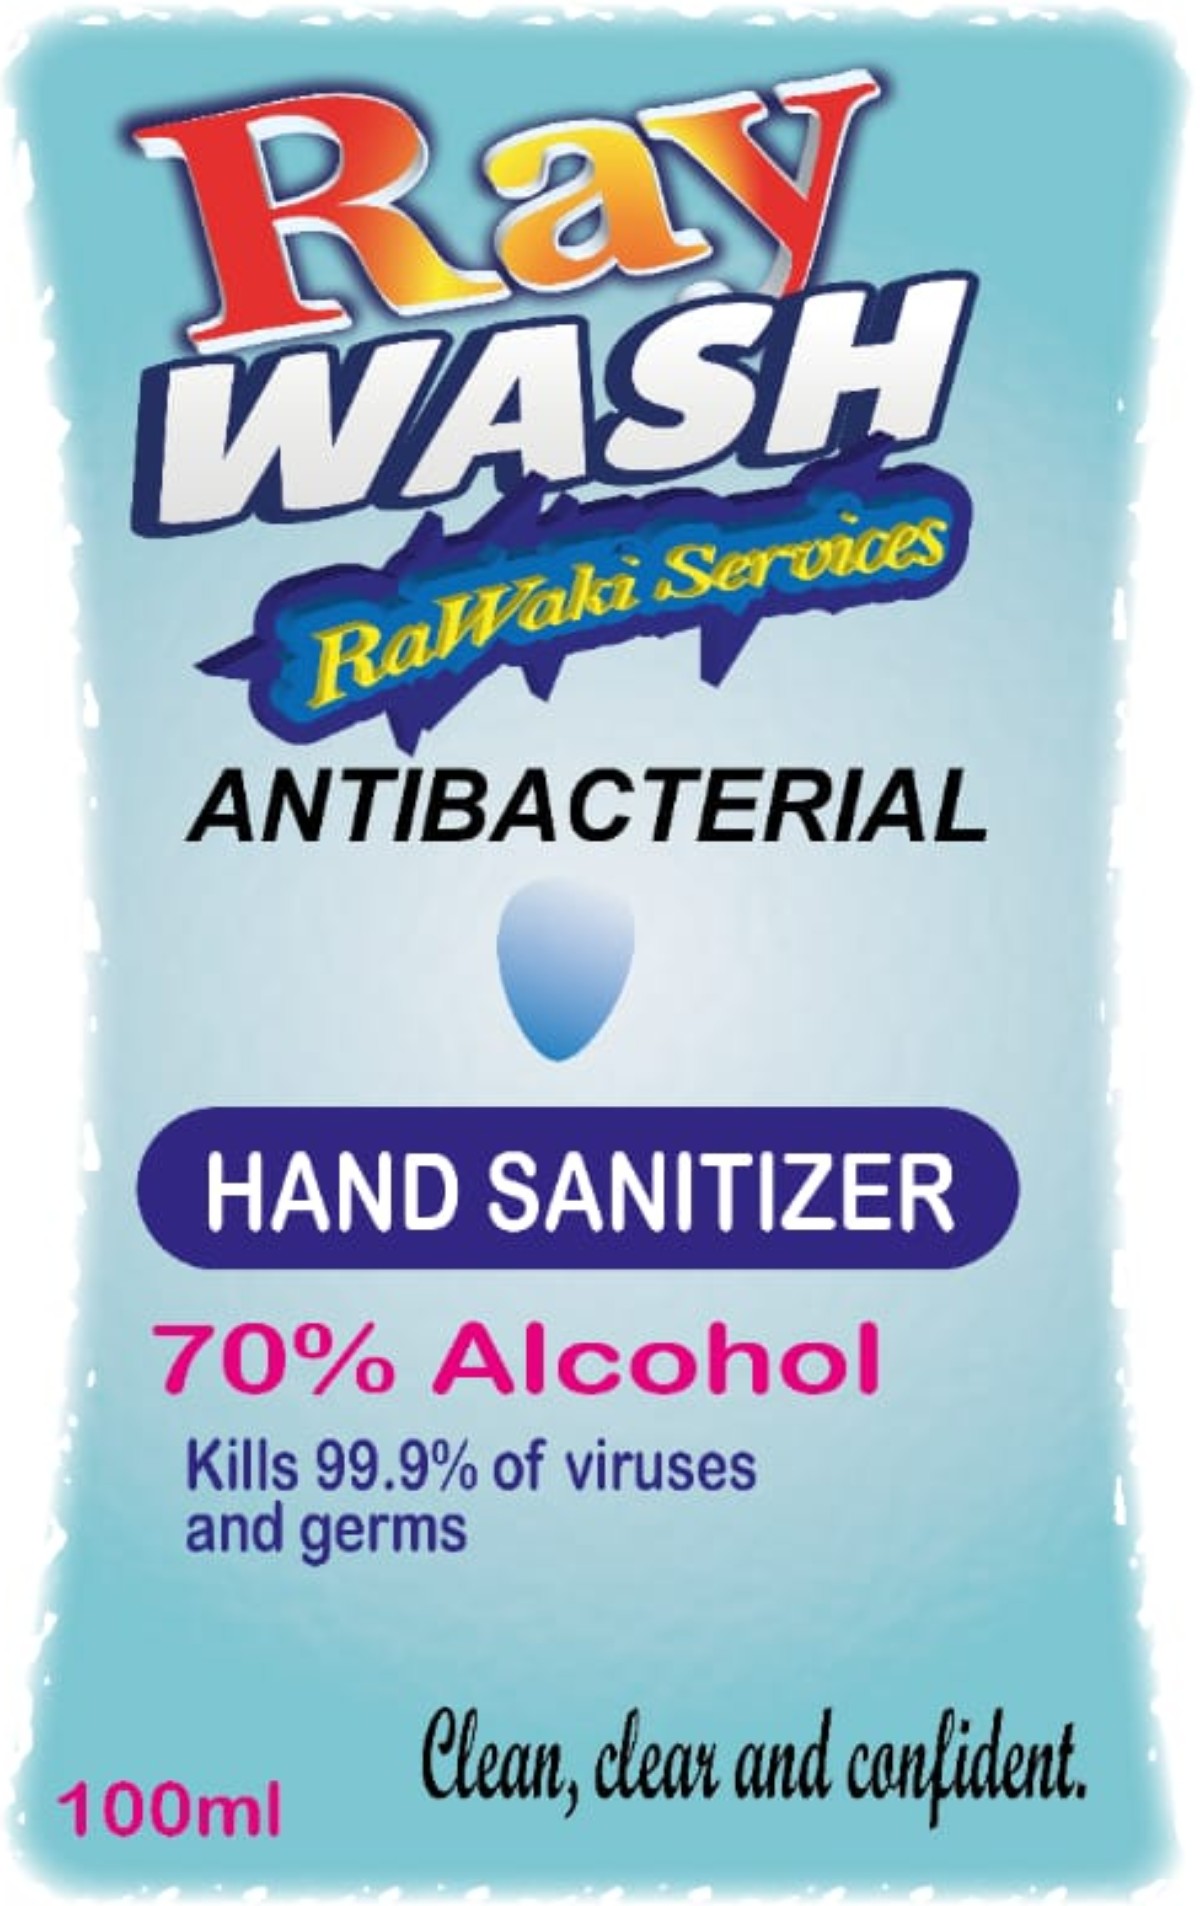 Ray
WASH
RaWaki Services
ANTIBACTERIAL
HAND SANITIZER
70% Alcohol
Kills 99.9% of viruses
and germs
Clean, clear and confident.
100ml